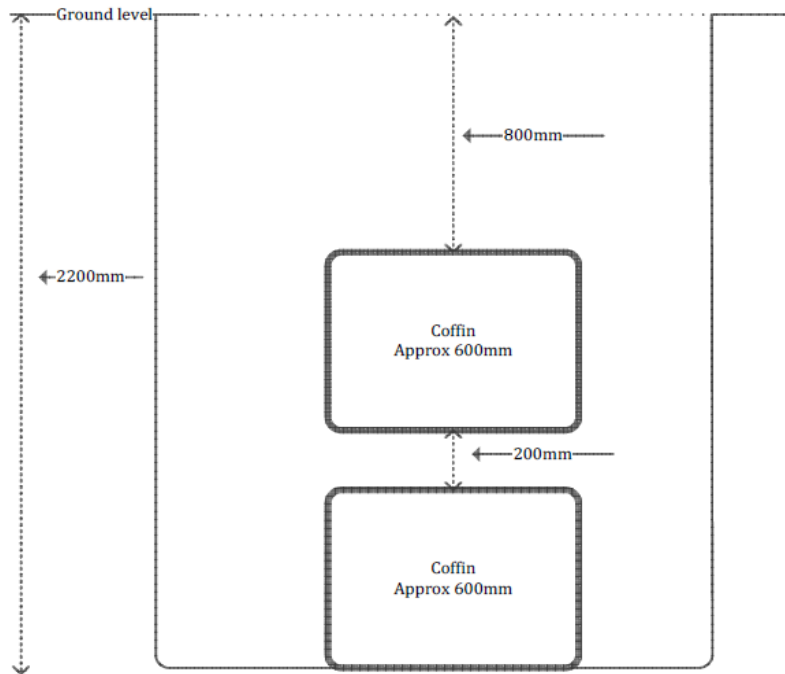 Ground level
800mm
2200mm
Coffin
Approx 600mm
200mm
Coffin
Approx 600mm